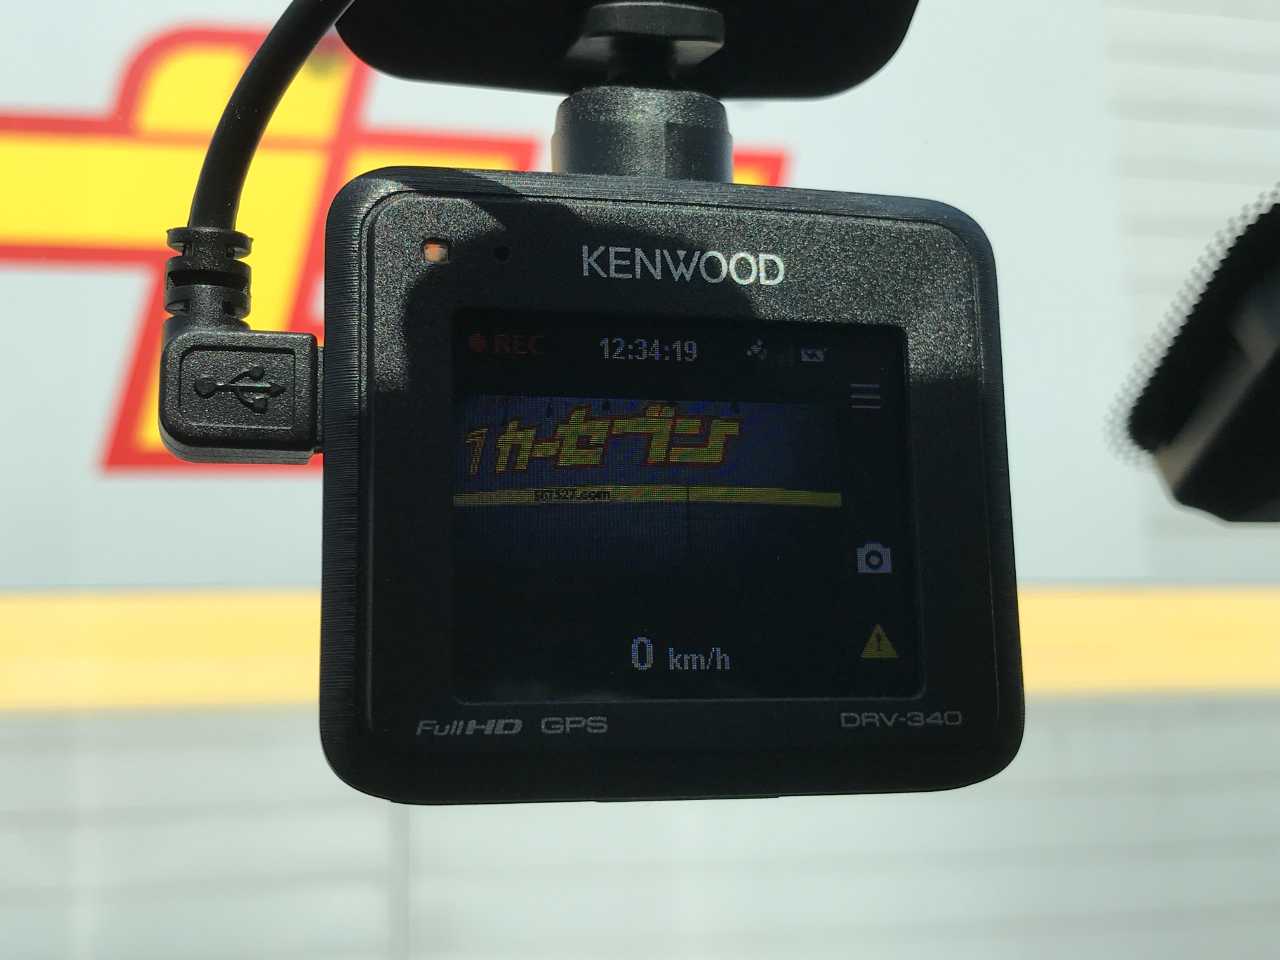 KENWOOD
REC 12:34:19
カーセブン
0 km/h
Full HD GPS DRV-340